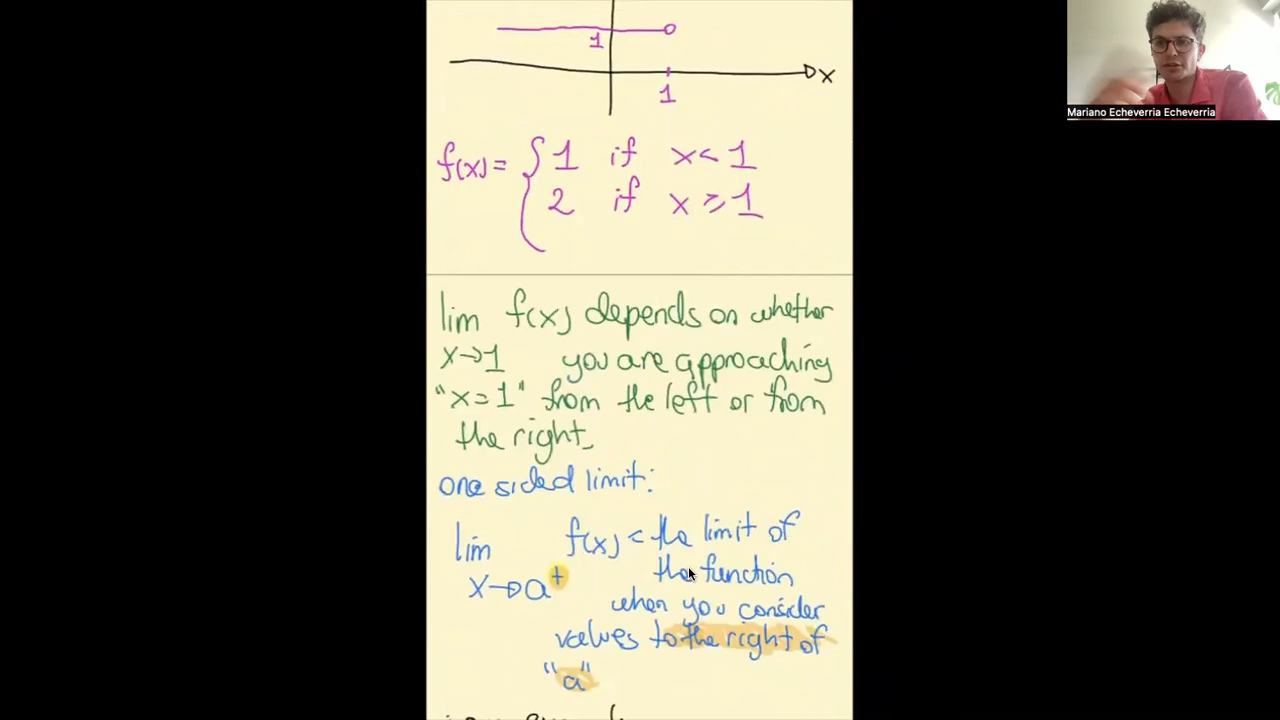 1
x
1
Mariano Echeverria Echeverria
f(x)= { 1 if x< 1
2 if x ≥ 1
lim f(x) depends on whether
x→1 you are approaching
"x=1" from the left or from
the right.
one sided limit:
lim f(x) = the limit of
x→a⁺ the function
when you consider
values to the right of
"a"